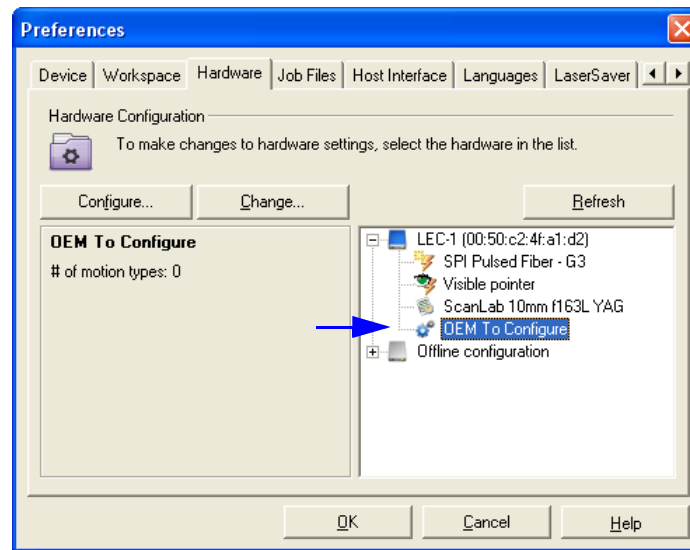 Preferences
Device Workspace Hardware Job Files Host Interface Languages LaserSaver
Hardware Configuration
To make changes to hardware settings, select the hardware in the list.
Configure... Change... Refresh
OEM To Configure
# of motion types: 0
LEC-1 (00:50:c2:4f:a1:d2)
SPI Pulsed Fiber - G3
Visible pointer
ScanLab 10mm f163L YAG
OEM To Configure
Offline configuration
OK Cancel Help